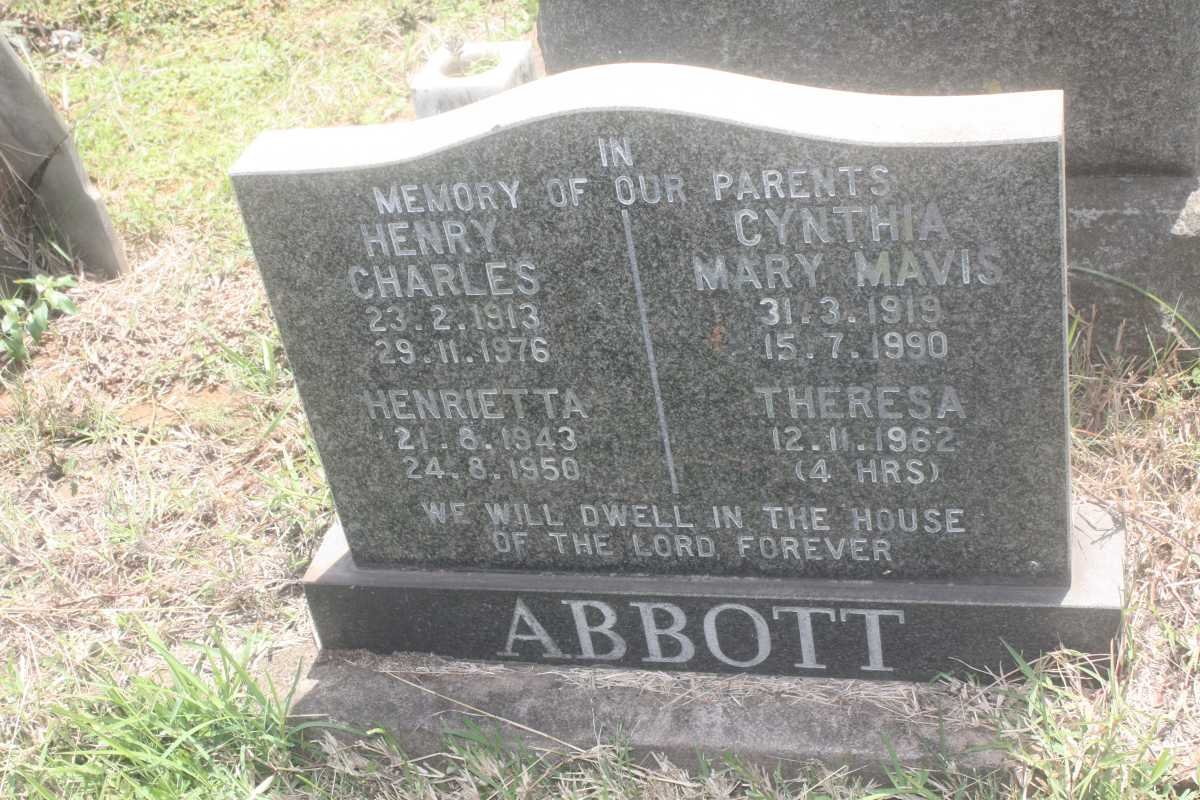 IN
MEMORY OF OUR PARENTS
HENRY
CHARLES
23.2.1913
29.11.1976
CYNTHIA
MARY MAVIS
31.3.1919
15.7.1990
HENRIETTA
21.8.1943
24.8.1950
THERESA
12.11.1962
(4 HRS)
WE WILL DWELL IN THE HOUSE
OF THE LORD FOREVER
ABBOTT